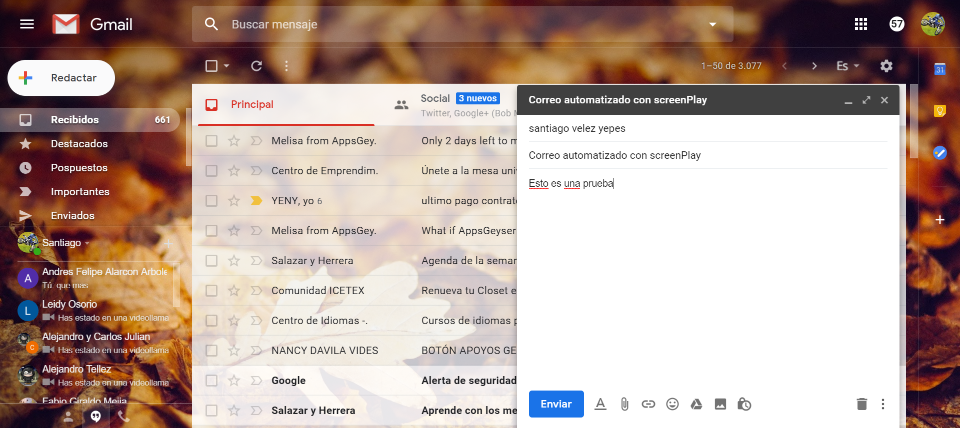 Gmail
Buscar mensaje
57
Redactar
1–50 de 3.077
Es
31
Recibidos 661
Destacados
Pospuestos
Importantes
Enviados
Santiago
A Andres Felipe Alarcon Arbole
Tú: que mas
L Leidy Osorio
Has estado en una videollama
Alejandro y Carlos Julian
C Has estado en una videollama
Alejandro Tellez
Has estado en una videollama
Fabio Giraldo Mejia
Principal
Social 3 nuevos
Twitter, Google+ (Bob M
Melisa from AppsGey. Only 2 days left to m
Centro de Emprendim. Únete a la mesa uni
YENY, yo 6 ultimo pago contrat
Melisa from AppsGey. What if AppsGeyser
Salazar y Herrera Agenda de la seman
Comunidad ICETEX Renueva tu Closet e
Centro de Idiomas -. Cursos de idiomas p
NANCY DAVILA VIDES BOTÓN APOYOS GE
Google Alerta de seguridad
Salazar y Herrera Aprende con los me
Correo automatizado con screenPlay
santiago velez yepes
Correo automatizado con screenPlay
Esto es una prueba
Enviar